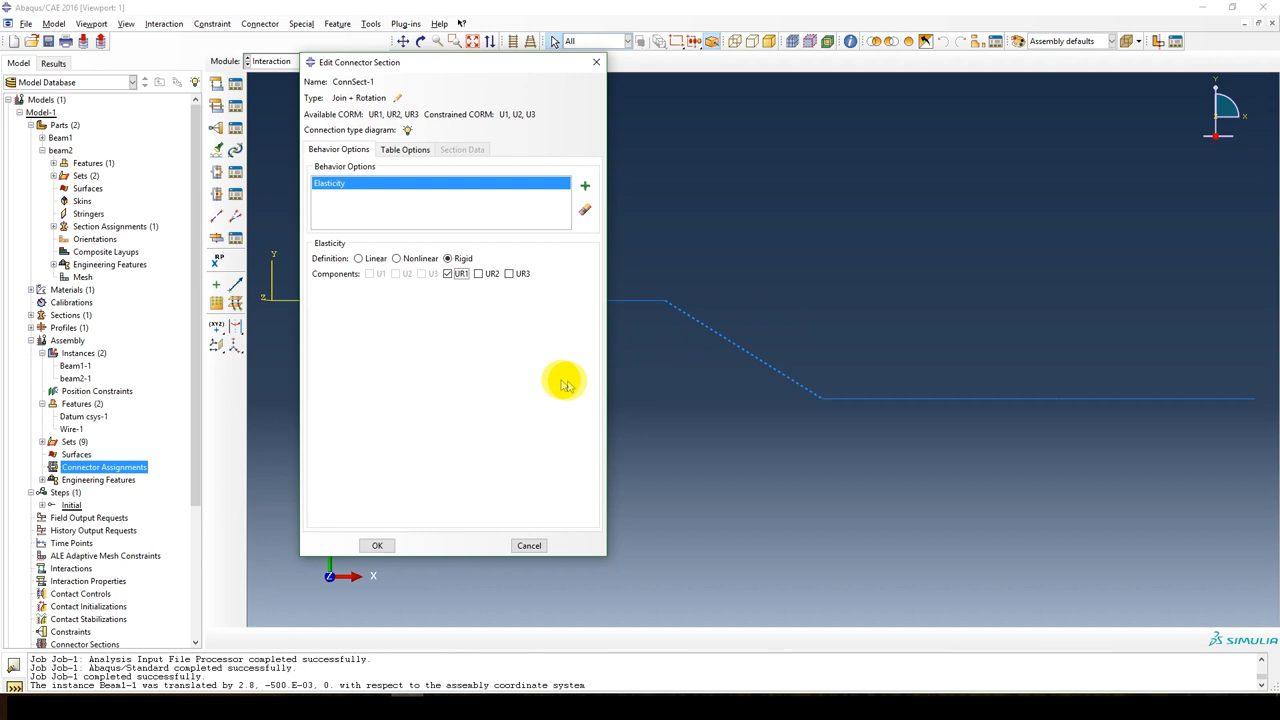 Abaqus/CAE 2016 [Viewport: 1]
File Model Viewport View Interaction Constraint Connector Special Feature Tools Plug-ins Help
All Assembly defaults
Model Results Module: Interaction
Model Database
Models (1)
Model-1
Parts (2)
Beam1
beam2
Features (1)
Sets (2)
Surfaces
Skins
Stringers
Section Assignments (1)
Orientations
Composite Layups
Engineering Features
Mesh
Materials (1)
Calibrations
Sections (1)
Profiles (1)
Assembly
Instances (2)
Beam1-1
beam2-1
Position Constraints
Features (2)
Datum csys-1
Wire-1
Sets (9)
Surfaces
Connector Assignments
Engineering Features
Steps (1)
Initial
Field Output Requests
History Output Requests
Time Points
ALE Adaptive Mesh Constraints
Interactions
Interaction Properties
Contact Controls
Contact Initializations
Contact Stabilizations
Constraints
Connector Sections
RP
(XYZ)
Edit Connector Section
Name: ConnSect-1
Type: Join + Rotation
Available CORM: UR1, UR2, UR3 Constrained CORM: U1, U2, U3
Connection type diagram:
Behavior Options Table Options Section Data
Behavior Options
Elasticity
Elasticity
Definition: Linear Nonlinear Rigid
Components: U1 U2 U3 UR1 UR2 UR3
OK Cancel
Y
Z
Y
X
Z X
SIMULIA
Job Job-1: Analysis Input File Processor completed successfully.
Job Job-1: Abaqus/Standard completed successfully.
Job Job-1 completed successfully.
The instance Beam1-1 was translated by 2.8, -500.E-03, 0. with respect to the assembly coordinate system